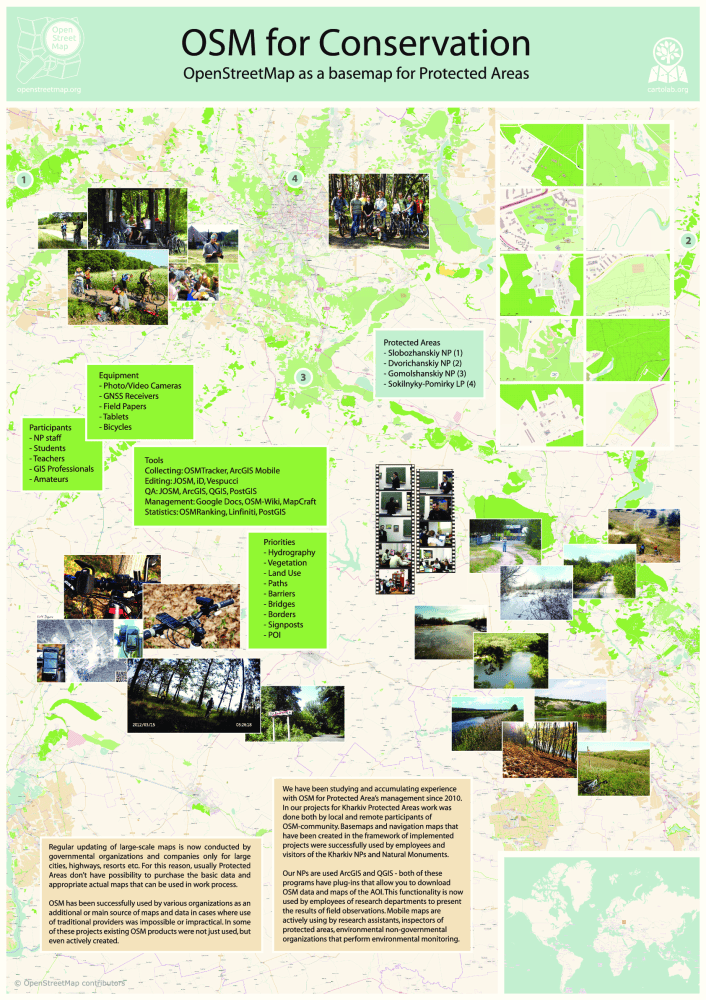 OSM for Conservation
OpenStreetMap as a basemap for Protected Areas
Open
Street
Map
openstreetmap.org
cartolab.org
1
4
2
3
Protected Areas
- Slobozhanskiy NP (1)
- Dvorichanskiy NP (2)
- Gomolshanskiy NP (3)
- Sokilnyky-Pomirky LP (4)
Equipment
- Photo/Video Cameras
- GNSS Receivers
- Field Papers
- Tablets
- Bicycles
Participants
- NP staff
- Students
- Teachers
- GIS Professionals
- Amateurs
Tools
Collecting: OSMTracker, ArcGIS Mobile
Editing: JOSM, iD, Vespucci
QA: JOSM, ArcGIS, QGIS, PostGIS
Management: Google Docs, OSM-Wiki, MapCraft
Statistics: OSMRanking, Linfiniti, PostGIS
Priorities
- Hydrography
- Vegetation
- Land Use
- Paths
- Barriers
- Bridges
- Borders
- Signposts
- POI
2012/03/15
05:26:18
Regular updating of large-scale maps is now conducted by
governmental organizations and companies only for large
cities, highways, resorts etc. For this reason, usually Protected
Areas don't have possibility to purchase the basic data and
appropriate actual maps that can be used in work process.
OSM has been successfully used by various organizations as an
additional or main source of maps and data in cases where use
of traditional providers was impossible or impractical. In some
of these projects existing OSM products were not just used, but
even actively created.
We have been studying and accumulating experience
with OSM for Protected Area's management since 2010.
In our projects for Kharkiv Protected Areas work was
done both by local and remote participants of
OSM-community. Basemaps and navigation maps that
have been created in the framework of implemented
projects were successfully used by employees and
visitors of the Kharkiv NPs and Natural Monuments.
Our NPs are used ArcGIS and QGIS - both of these
programs have plug-ins that allow you to download
OSM data and maps of the AOI. This functionality is now
used by employees of research departments to present
the results of field observations. Mobile maps are
actively using by research assistants, inspectors of
protected areas, environmental non-governmental
organizations that perform environmental monitoring.
© OpenStreetMap contributors